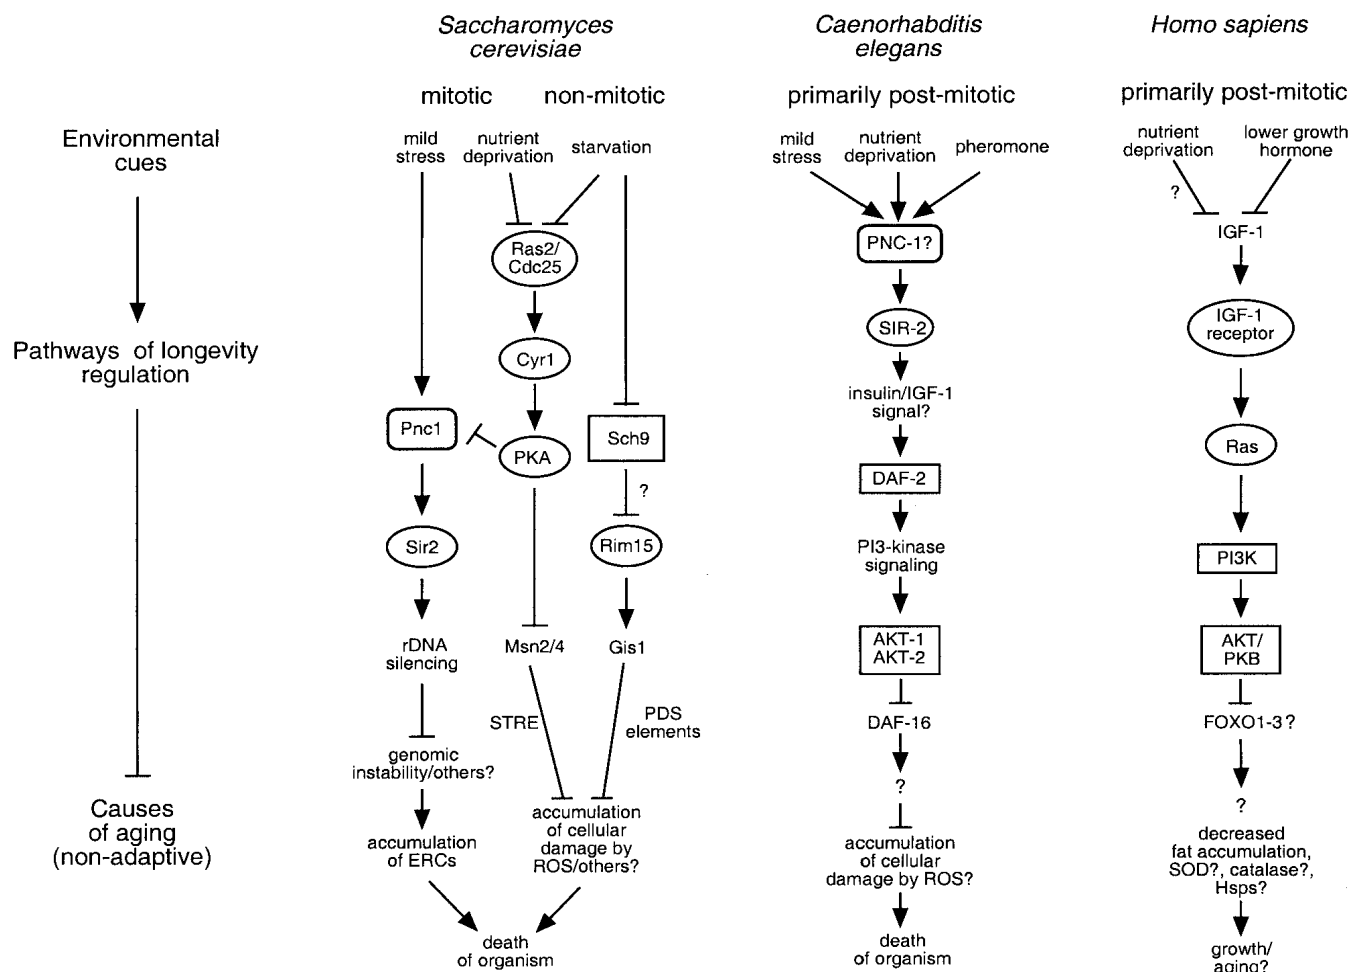 Saccharomyces
cerevisiae
Caenorhabditis
elegans
Homo sapiens
mitotic
non-mitotic
primarily post-mitotic
primarily post-mitotic
Environmental
cues
Pathways of longevity
regulation
Causes
of aging
(non-adaptive)
mild
stress
nutrient
deprivation
starvation
Ras2/
Cdc25
Cyr1
Pnc1
PKA
Sch9
?
Sir2
Rim15
rDNA
silencing
Msn2/4
Gis1
STRE
PDS
elements
genomic
instability/others?
accumulation
of ERCs
accumulation
of cellular
damage by
ROS/others?
death
of organism
mild
stress
nutrient
deprivation
pheromone
PNC-1?
SIR-2
insulin/IGF-1
signal?
DAF-2
PI3-kinase
signaling
AKT-1
AKT-2
DAF-16
?
accumulation
of cellular
damage by ROS?
death
of organism
nutrient
deprivation
lower growth
hormone
?
IGF-1
IGF-1
receptor
Ras
PI3K
AKT/
PKB
FOXO1-3?
?
decreased
fat accumulation,
SOD?, catalase?,
Hsps?
growth/
aging?